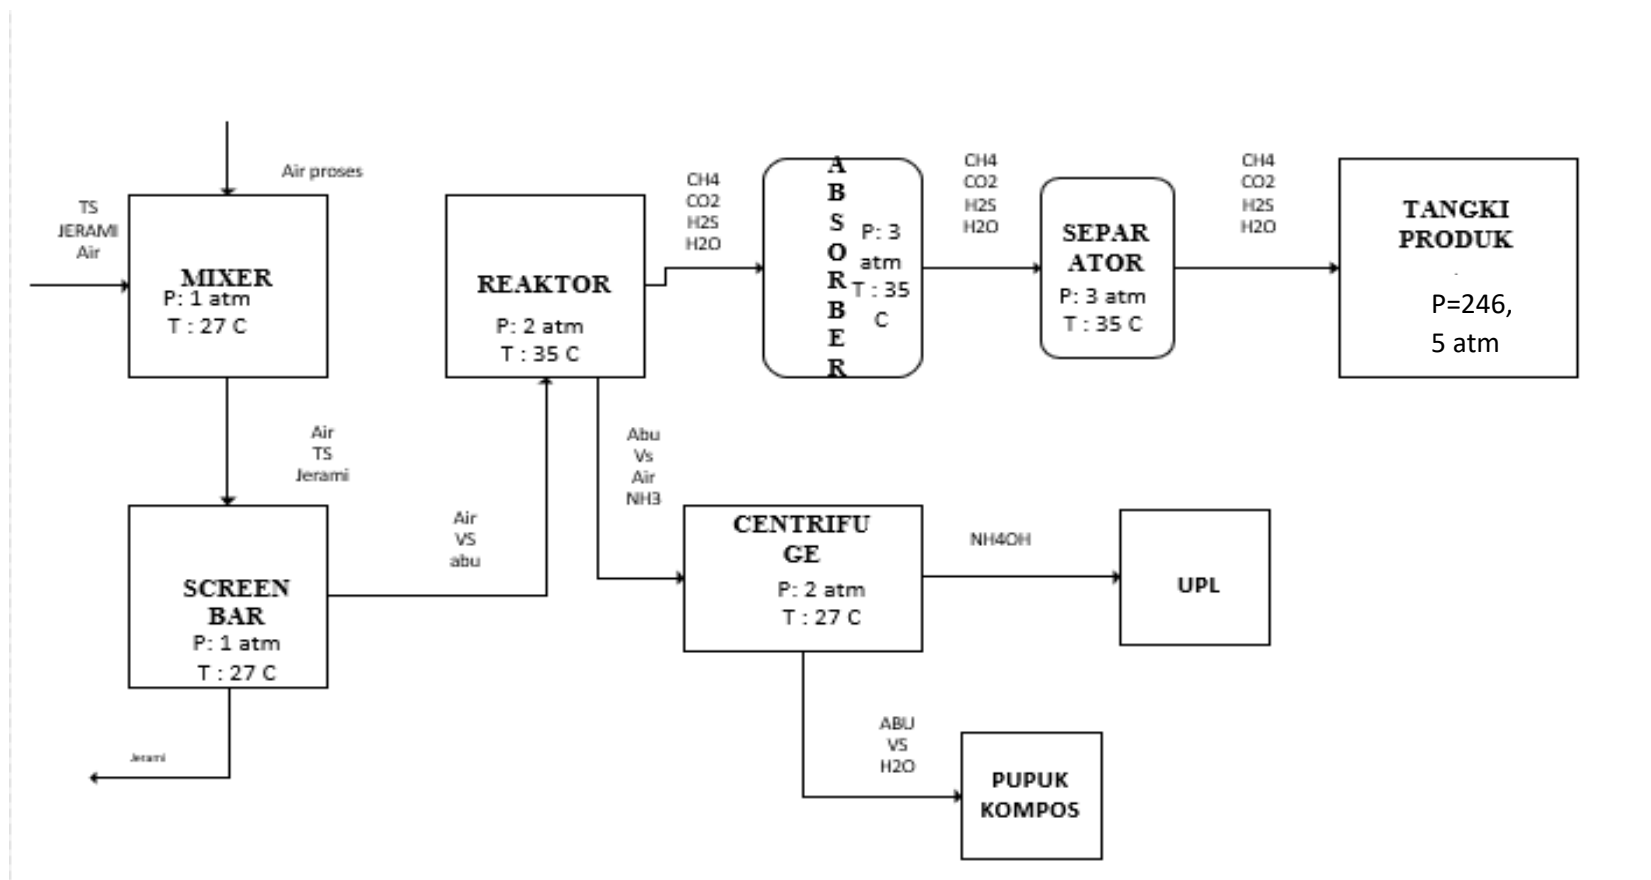 Air proses
TS
JERAMI
Air
MIXER
P: 1 atm
T : 27 C
REAKTOR
P: 2 atm
T : 35 C
CH4
CO2
H2S
H2O
A
B
S
O
R
B
E
R
P: 3
atm
T : 35
C
CH4
CO2
H2S
H2O
SEPAR
ATOR
P: 3 atm
T : 35 C
CH4
CO2
H2S
H2O
TANGKI
PRODUK
.
P=246,
5 atm
Air
TS
Jerami
SCREEN
BAR
P: 1 atm
T : 27 C
Jerami
Air
VS
abu
Abu
Vs
Air
NH3
CENTRIFU
GE
P: 2 atm
T : 27 C
NH4OH
UPL
ABU
VS
H2O
PUPUK
KOMPOS